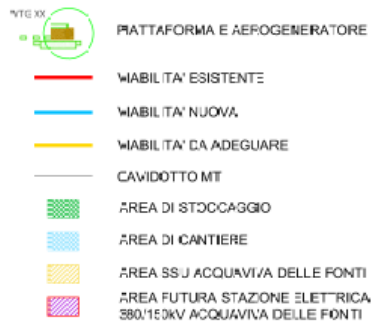 WTG XX
PIATTAFORMA E AEROGENERATORE
VIABILITA' ESISTENTE
VIABILITA' NUOVA
VIABILITA' DA ADEGUARE
CAVIDOTTO MT
AREA DI STOCCAGGIO
AREA DI CANTIERE
AREA SSU ACQUAVIVA DELLE FONTI
AREA FUTURA STAZIONE ELETTRICA
380/150kV ACQUAVIVA DELLE FONTI